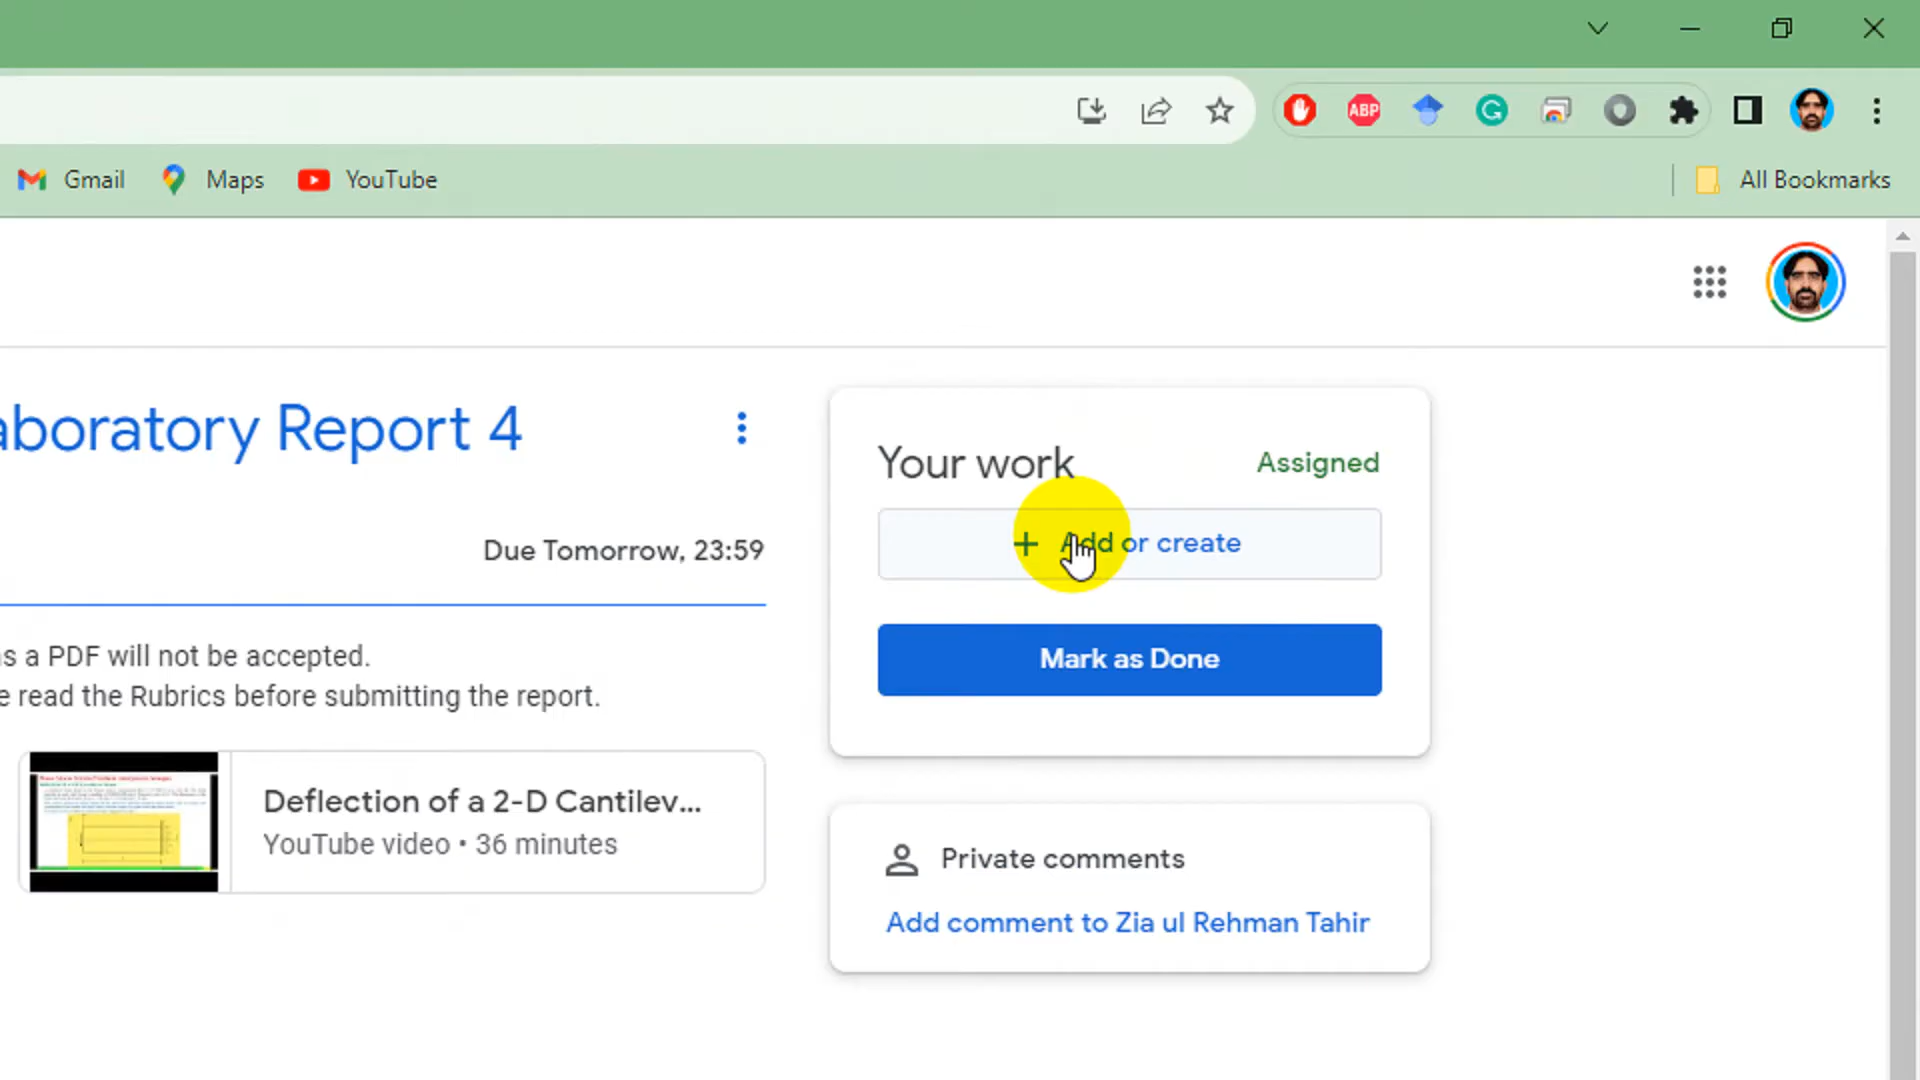 ABP
Gmail
Maps
YouTube
All Bookmarks
aboratory Report 4
Due Tomorrow, 23:59
s a PDF will not be accepted.
e read the Rubrics before submitting the report.
Deflection of a 2-D Cantilev...
YouTube video • 36 minutes
Your work
Assigned
+ Add or create
Mark as Done
Private comments
Add comment to Zia ul Rehman Tahir